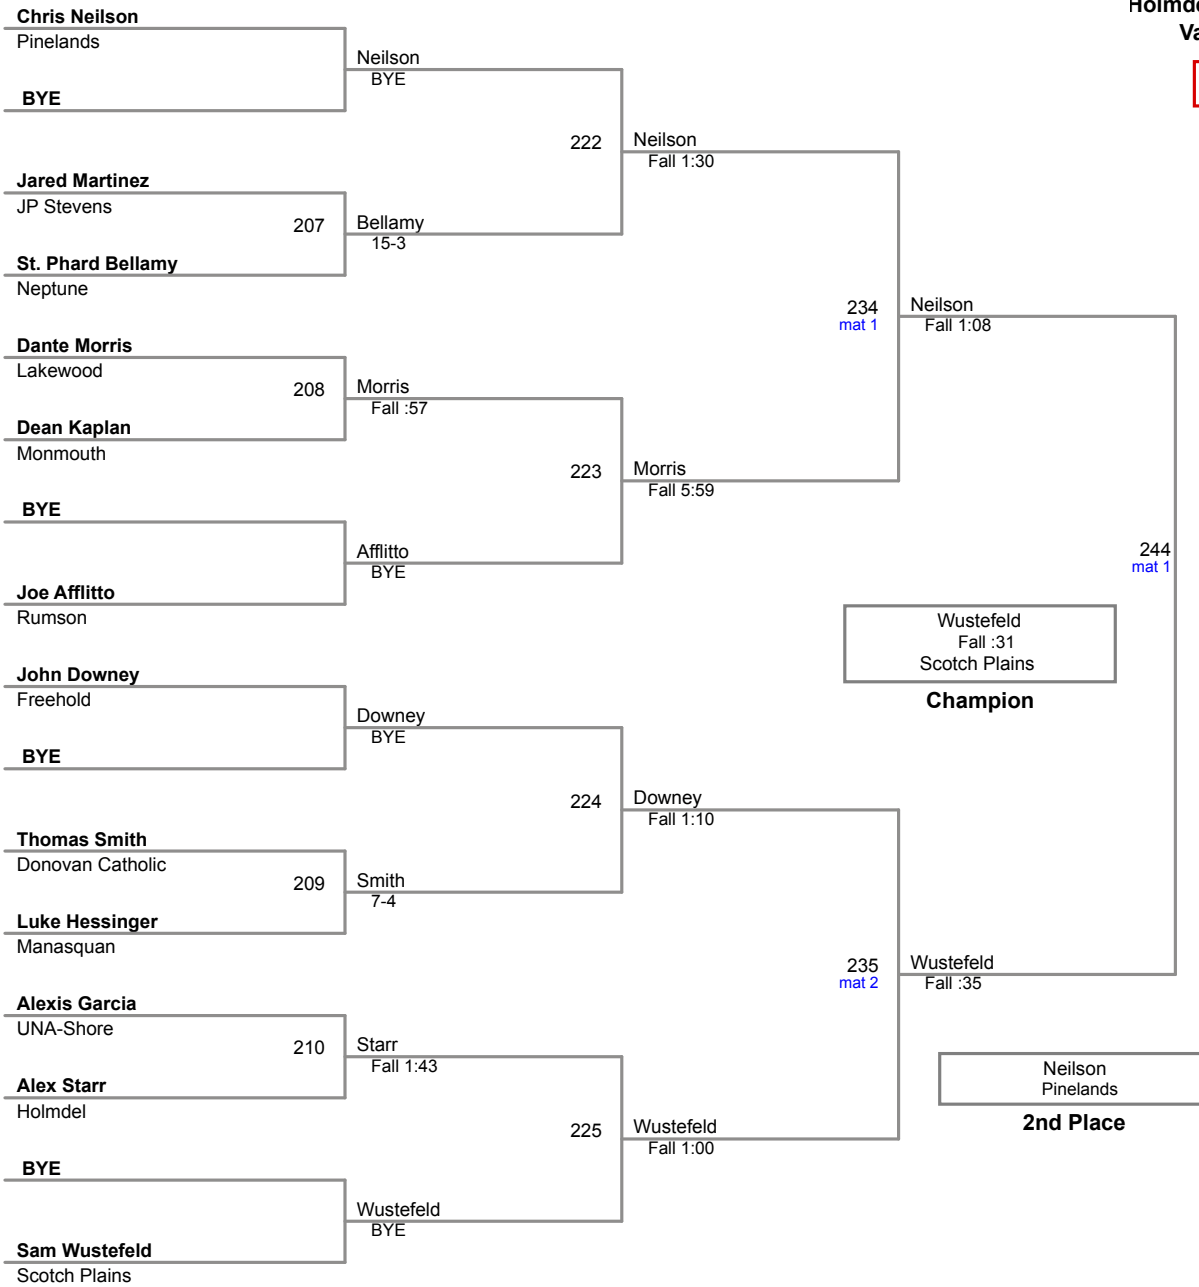 Chris Neilson
Pinelands
Neilson
BYE
BYE
222
Neilson
Fall 1:30
Jared Martinez
JP Stevens
207
Bellamy
15-3
St. Phard Bellamy
Neptune
234
mat 1
Neilson
Fall 1:08
Dante Morris
Lakewood
208
Morris
Fall :57
Dean Kaplan
Monmouth
223
Morris
Fall 5:59
BYE
Afflitto
BYE
Joe Afflitto
Rumson
244
mat 1
Wustefeld
Fall :31
Scotch Plains
Champion
John Downey
Freehold
Downey
BYE
BYE
224
Downey
Fall 1:10
Thomas Smith
Donovan Catholic
209
Smith
7-4
Luke Hessinger
Manasquan
235
mat 2
Wustefeld
Fall :35
Alexis Garcia
UNA-Shore
210
Starr
Fall 1:43
Alex Starr
Holmdel
Neilson
Pinelands
2nd Place
225
Wustefeld
Fall 1:00
BYE
Wustefeld
BYE
Sam Wustefeld
Scotch Plains